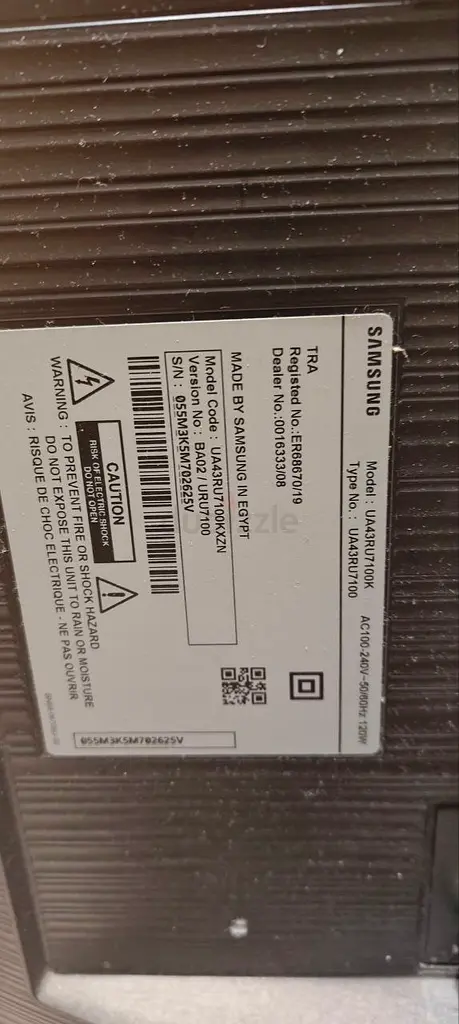 SAMSUNG
Model : UA43RU7100K
Type No. : UA43RU7100
AC100-240V~50/60Hz 120W
TRA
Registed No.:ER68670/19
Dealer No.:0016333/08
MADE BY SAMSUNG IN EGYPT
Model Code : UA43RU7100KXZN
Version No : BA02 / URU7100
S/N : 055M3K5M702625V
CAUTION
RISK OF ELECTRIC SHOCK
DO NOT OPEN
WARNING : TO PREVENT FIRE OR SHOCK HAZARD
DO NOT EXPOSE THIS UNIT TO RAIN OR MOISTURE
AVIS : RISQUE DE CHOC ELECTRIQUE - NE PAS OUVRIR
055M3K5M702625V